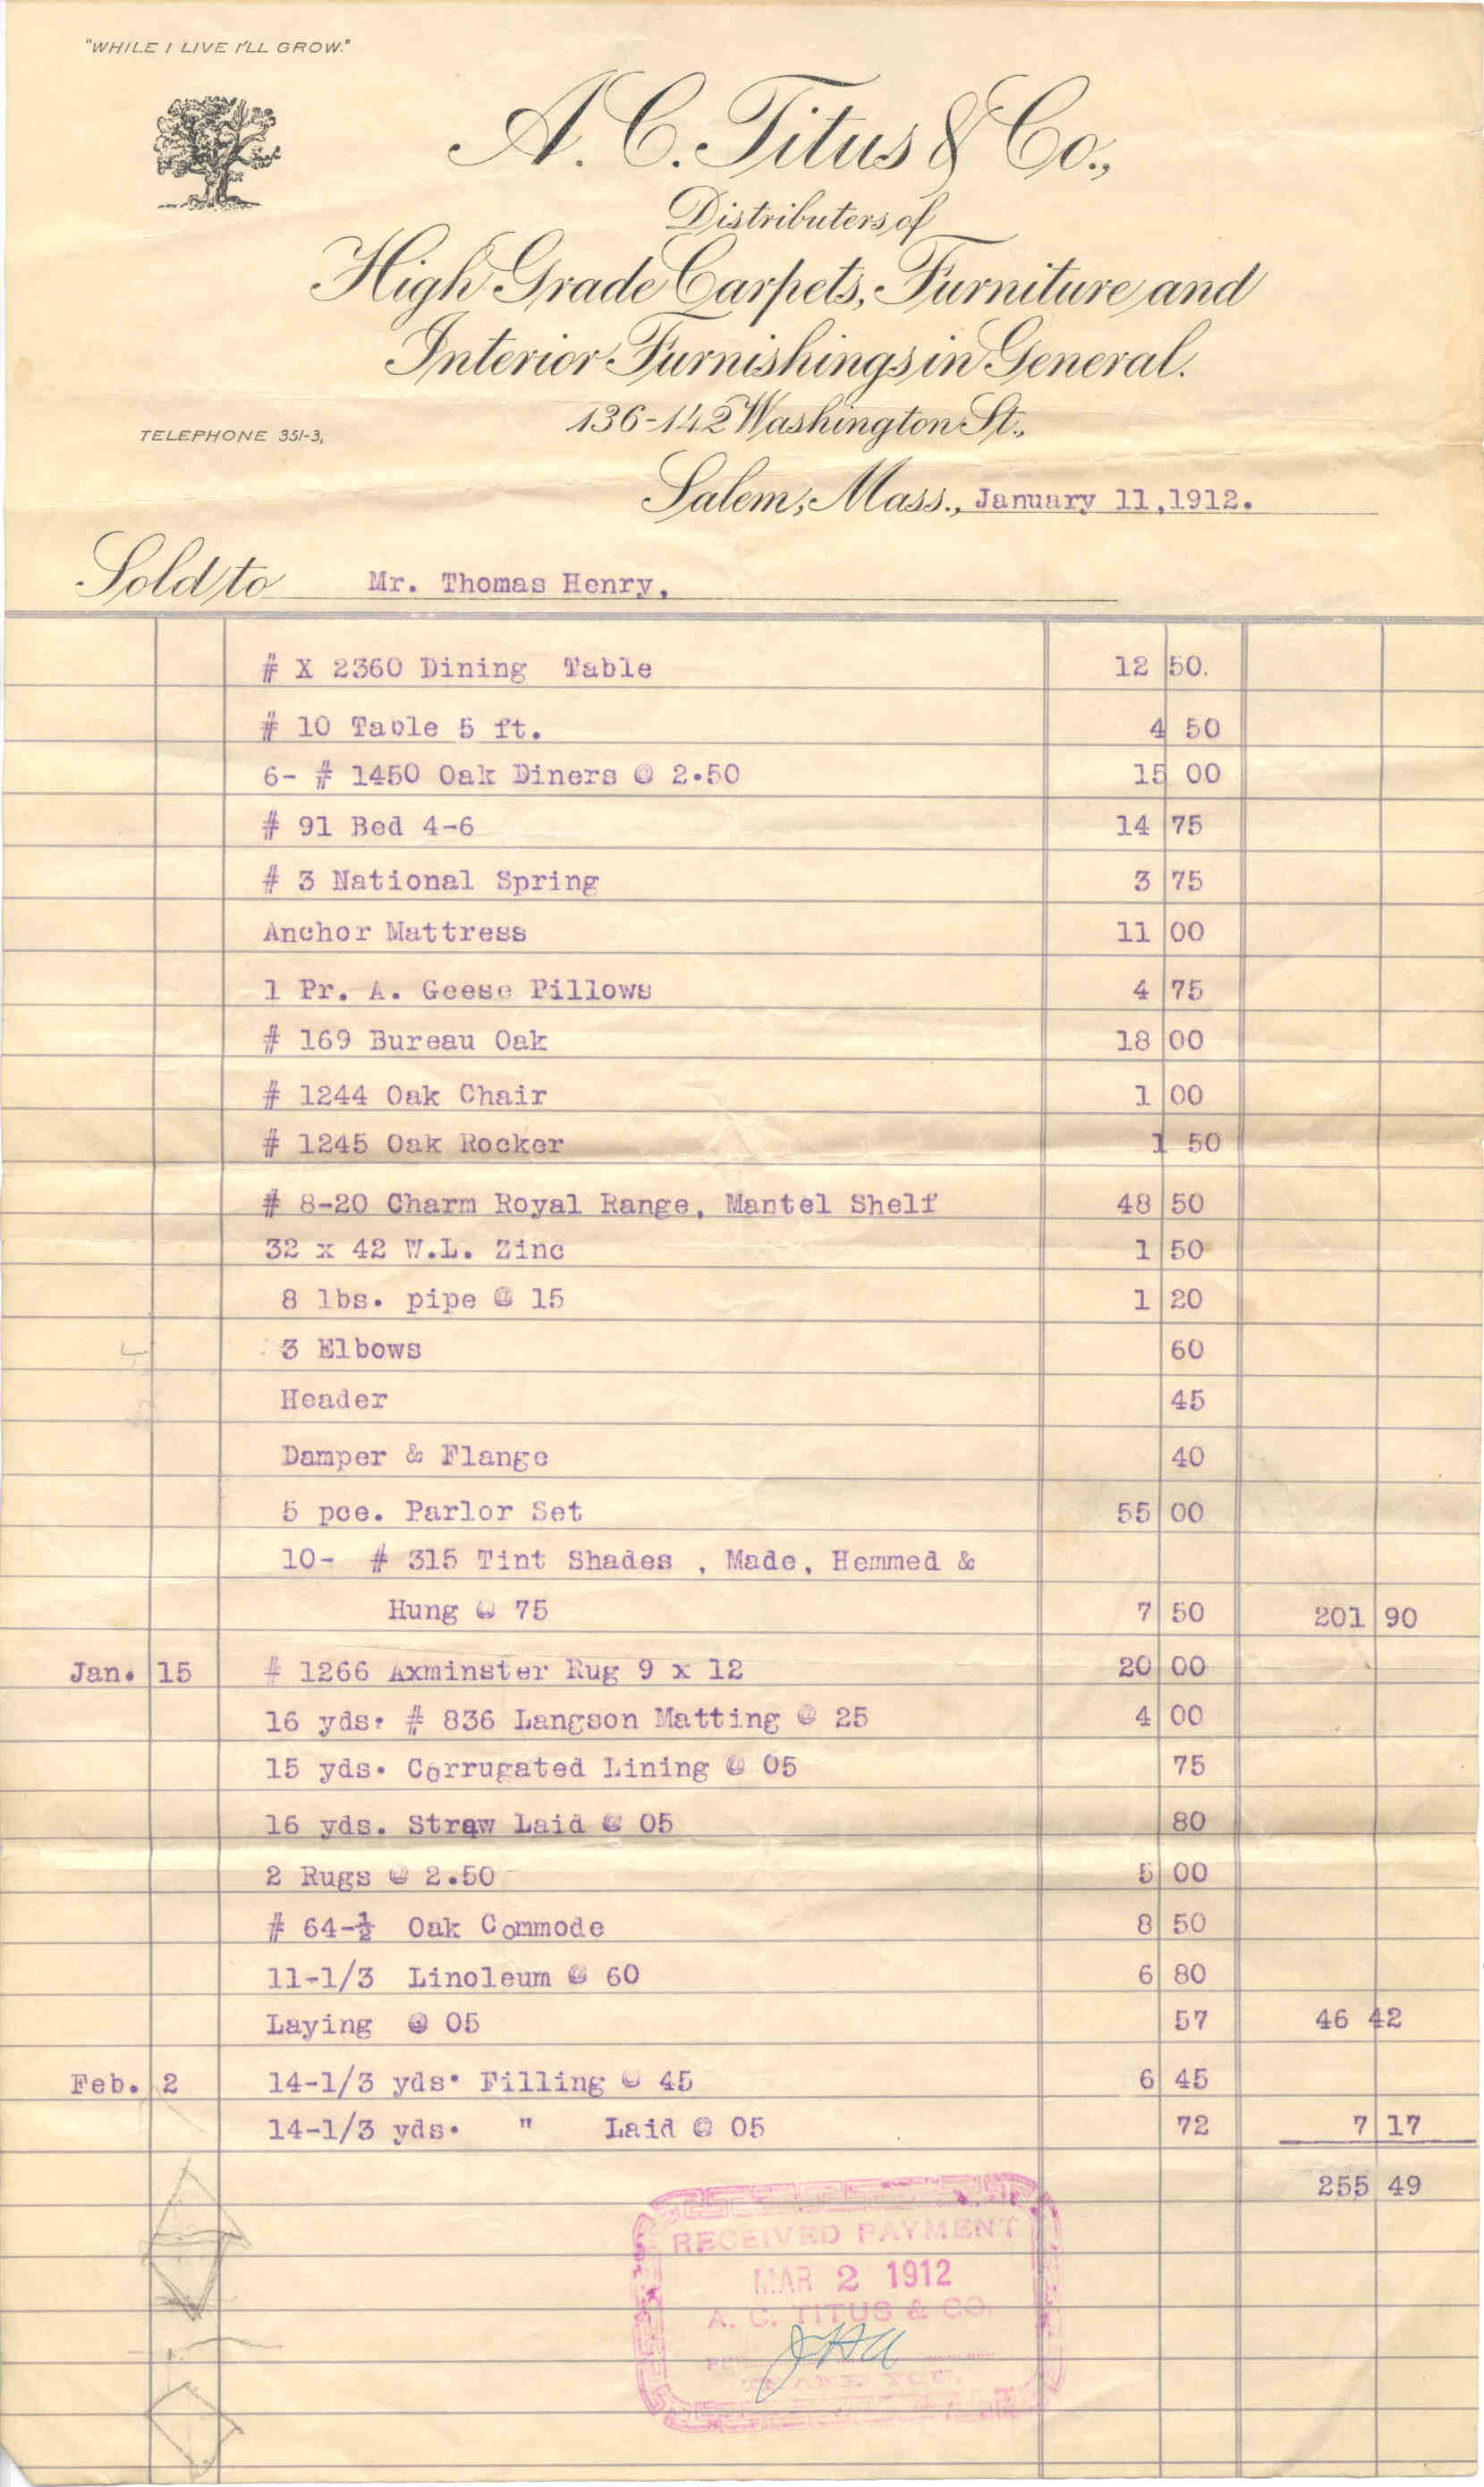 "WHILE I LIVE I'LL GROW."
A. C. Titus & Co.,
Distributers of
High Grade Carpets, Furniture and
Interior Furnishings in General.
136-142 Washington St.,
TELEPHONE 351-3,
Salem, Mass., January 11,1912.
Sold to Mr. Thomas Henry.
# X 2360 Dining Table 12 50.
# 10 Table 5 ft. 4 50
6- # 1450 Oak Diners @ 2.50 15 00
# 91 Bed 4-6 14 75
# 3 National Spring 3 75
Anchor Mattress 11 00
1 Pr. A. Geese Pillows 4 75
# 169 Bureau Oak 18 00
# 1244 Oak Chair 1 00
# 1245 Oak Rocker 1 50
# 8-20 Charm Royal Range, Mantel Shelf 48 50
32 x 42 W.L. Zinc 1 50
8 lbs. pipe @ 15 1 20
3 Elbows 60
Header 45
Damper & Flange 40
5 pce. Parlor Set 55 00
10- # 315 Tint Shades , Made, Hemmed &
Hung @ 75 7 50 201 90
Jan. 15 # 1266 Axminster Rug 9 x 12 20 00
16 yds. # 836 Langson Matting @ 25 4 00
15 yds. Corrugated Lining @ 05 75
16 yds. Straw Laid @ 05 80
2 Rugs @ 2.50 5 00
# 64-½ Oak Commode 8 50
11-1/3 Linoleum @ 60 6 80
Laying @ 05 57 46 42
Feb. 2 14-1/3 yds. Filling @ 45 6 45
14-1/3 yds. " Laid @ 05 72 7 17
255 49
RECEIVED PAYMENT
MAR 2 1912
A. C. TITUS & CO.
PER
THANK YOU.